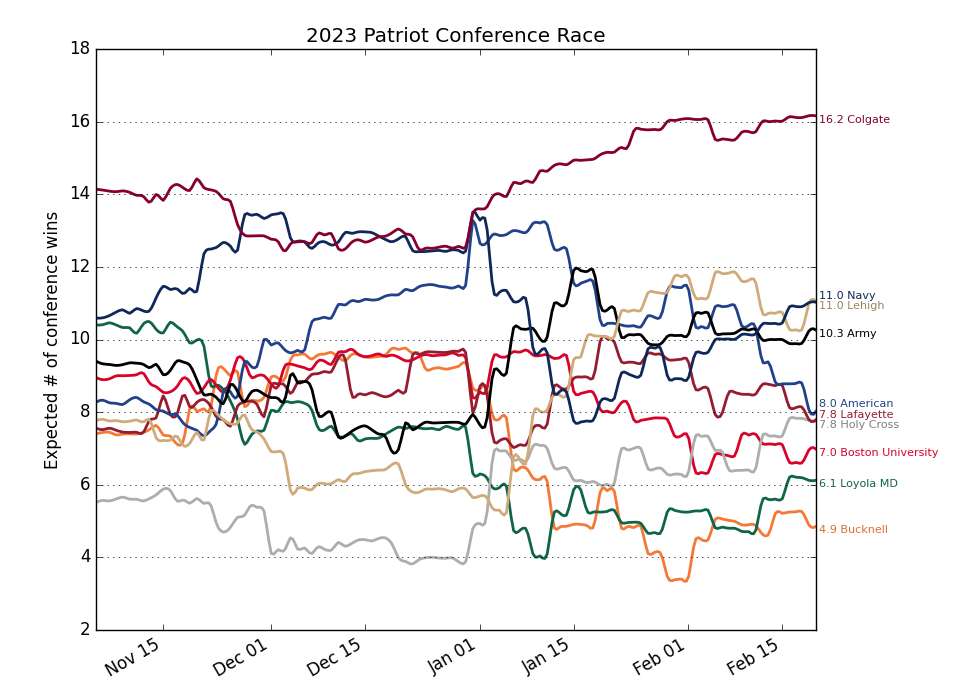 2023 Patriot Conference Race
Expected # of conference wins
18
16
14
12
10
8
6
4
2
Nov 15
Dec 01
Dec 15
Jan 01
Jan 15
Feb 01
Feb 15
16.2 Colgate
11.0 Navy
11.0 Lehigh
10.3 Army
8.0 American
7.8 Lafayette
7.8 Holy Cross
7.0 Boston University
6.1 Loyola MD
4.9 Bucknell